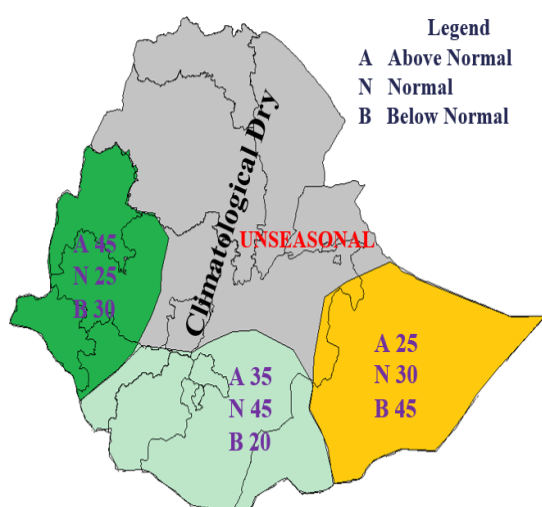 Legend
A Above Normal
N Normal
B Below Normal
Climatological Dry
UNSEASONAL
A 45
N 25
B 30
A 35
N 45
B 20
A 25
N 30
B 45